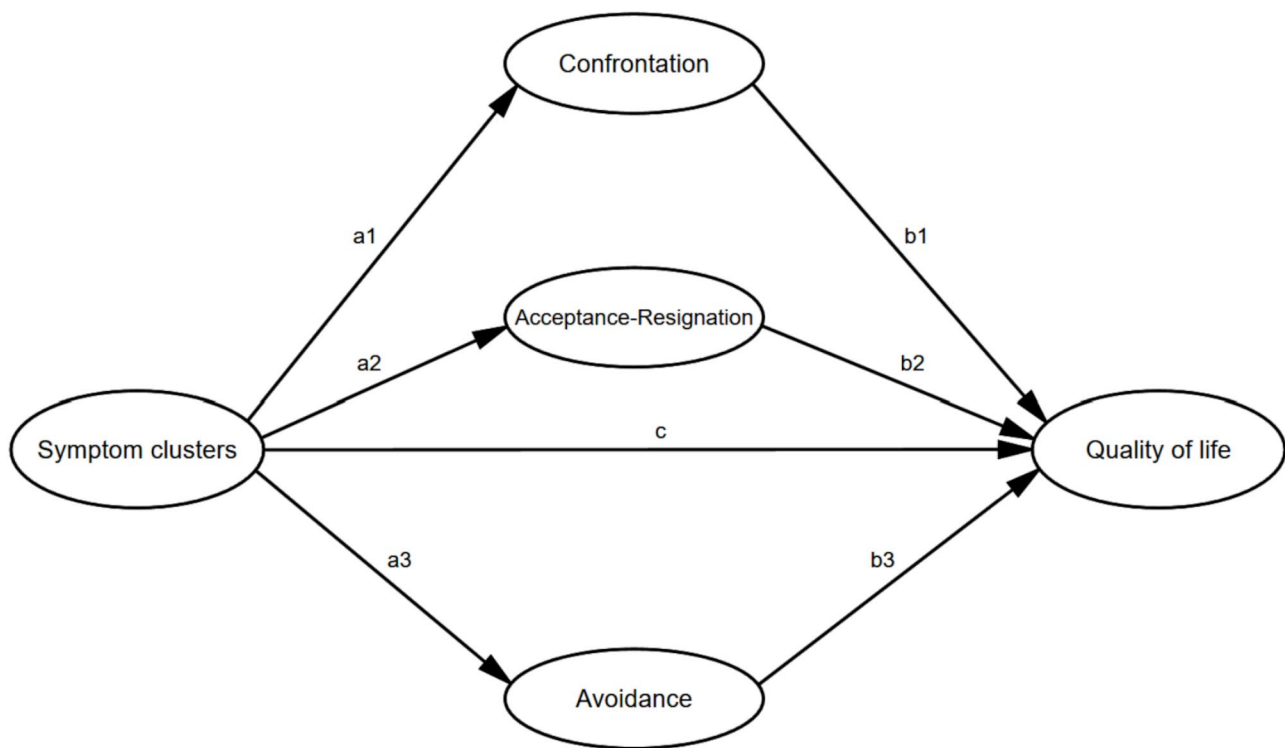 Confrontation
a1
b1
Acceptance-Resignation
a2
b2
Symptom clusters
c
Quality of life
a3
b3
Avoidance